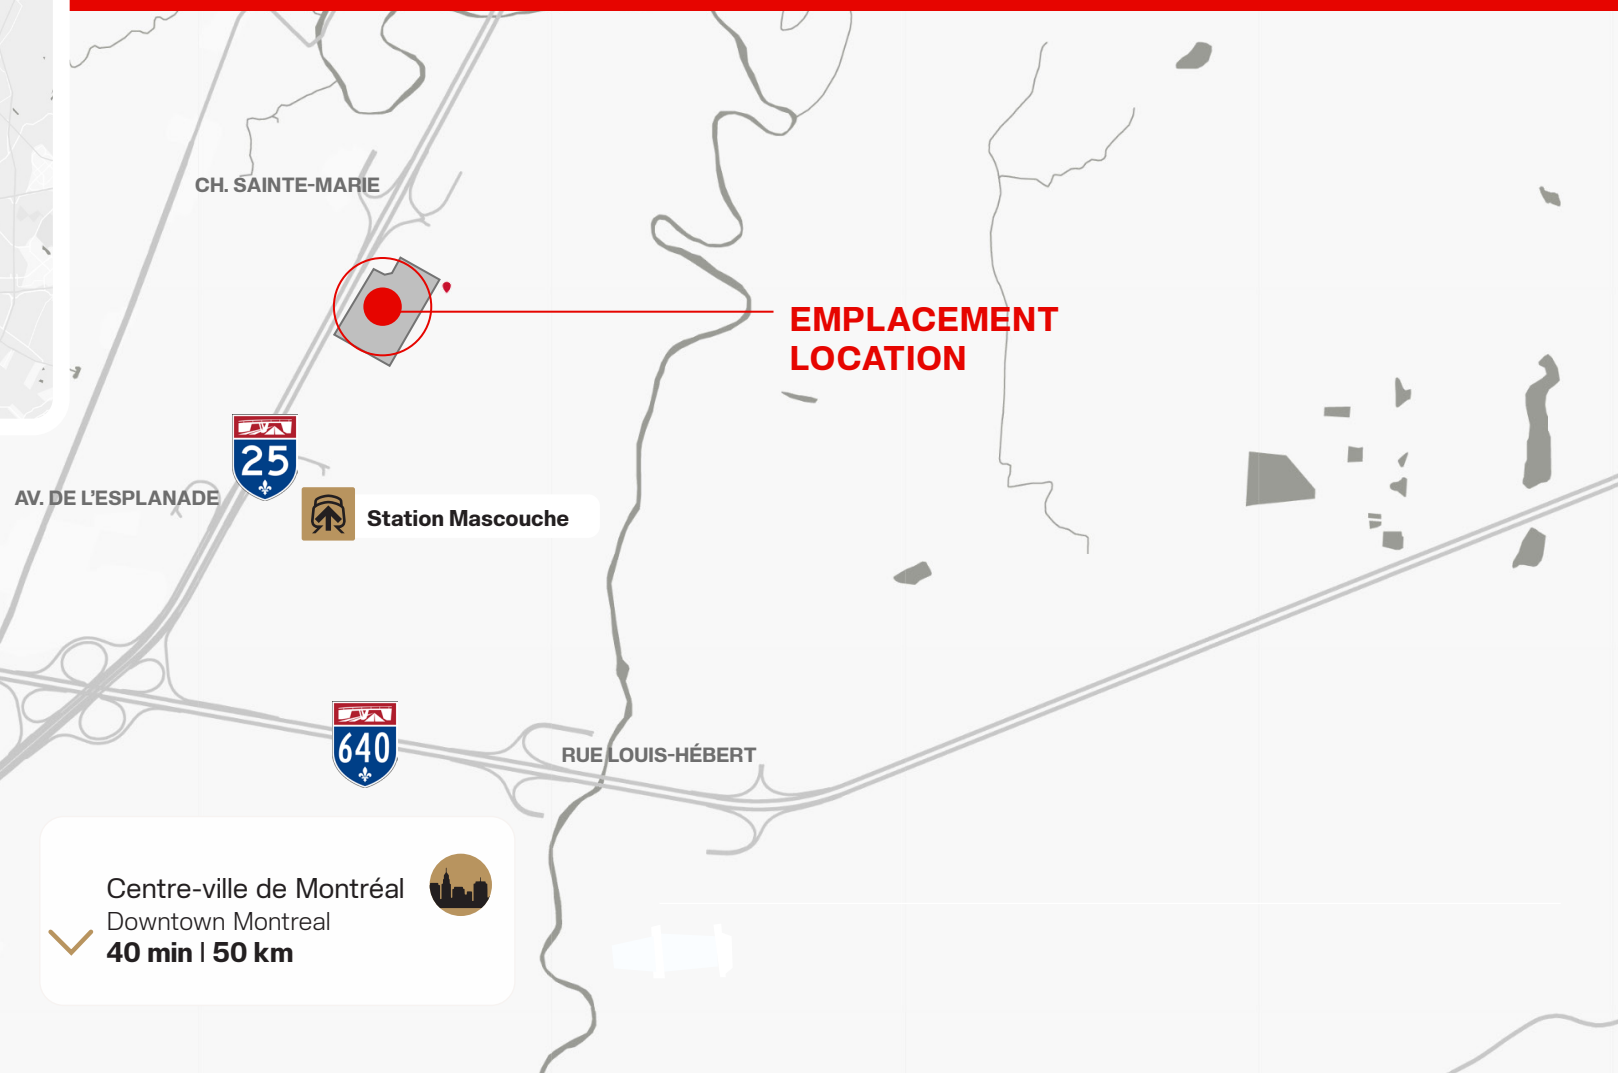 CH. SAINTE-MARIE
EMPLACEMENT
LOCATION
25
AV. DE L'ESPLANADE
Station Mascouche
640
RUE LOUIS-HÉBERT
Centre-ville de Montréal
Downtown Montreal
40 min | 50 km